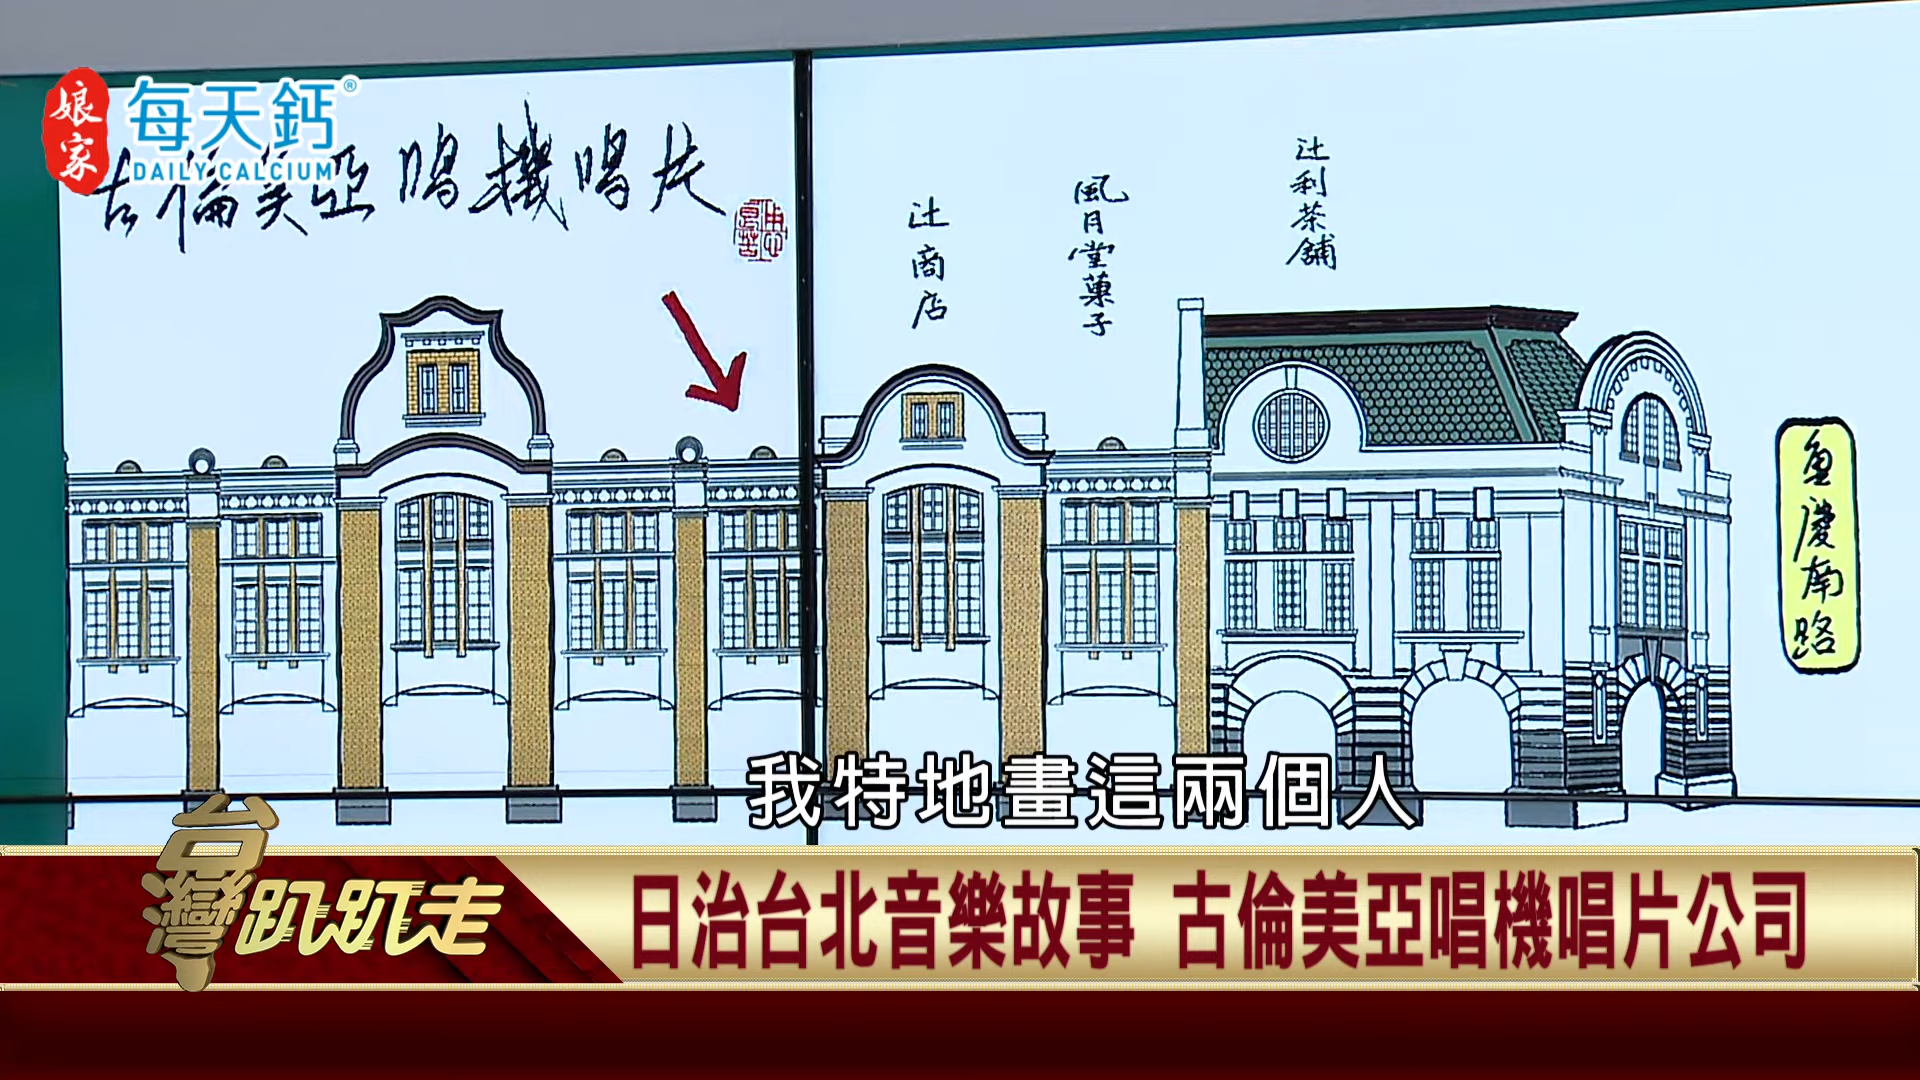 娘家
每天鈣®
DAILY CALCIUM
古倫美亞唱機唱片
辻商店
風月堂菓子
辻利茶舖
重慶南路
我特地畫這兩個人
台灣趴趴走
日治台北音樂故事 古倫美亞唱機唱片公司